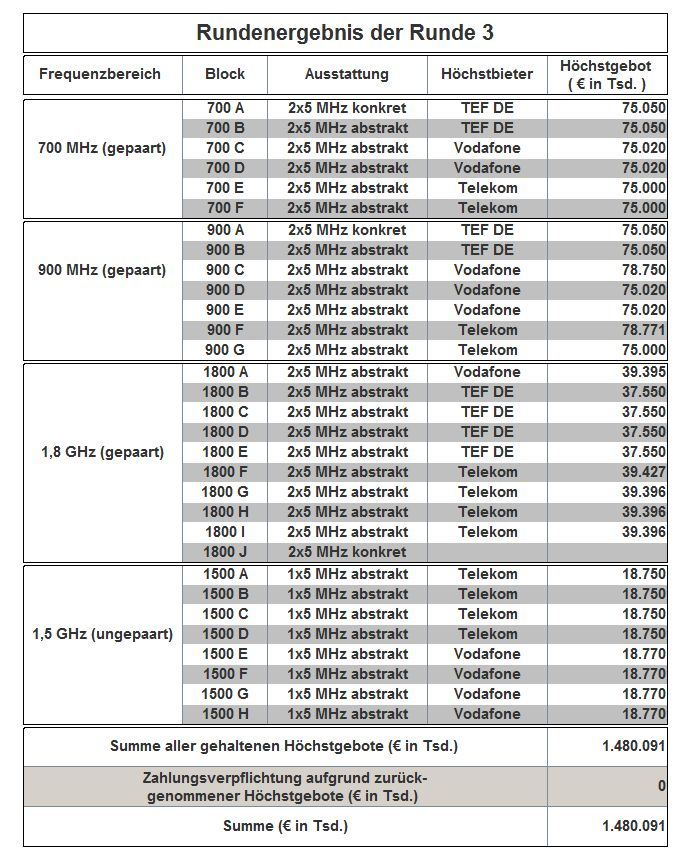 Rundenergebnis der Runde 3
Frequenzbereich Block Ausstattung Höchstbieter Höchstgebot
( € in Tsd. )
700 A 2x5 MHz konkret TEF DE 75.050
700 B 2x5 MHz abstrakt TEF DE 75.050
700 MHz (gepaart) 700 C 2x5 MHz abstrakt Vodafone 75.020
700 D 2x5 MHz abstrakt Vodafone 75.020
700 E 2x5 MHz abstrakt Telekom 75.000
700 F 2x5 MHz abstrakt Telekom 75.000
900 A 2x5 MHz konkret TEF DE 75.050
900 B 2x5 MHz abstrakt TEF DE 75.050
900 MHz (gepaart) 900 C 2x5 MHz abstrakt Vodafone 78.750
900 D 2x5 MHz abstrakt Vodafone 75.020
900 E 2x5 MHz abstrakt Vodafone 75.020
900 F 2x5 MHz abstrakt Telekom 78.771
900 G 2x5 MHz abstrakt Telekom 75.000
1800 A 2x5 MHz abstrakt Vodafone 39.395
1800 B 2x5 MHz abstrakt TEF DE 37.550
1800 C 2x5 MHz abstrakt TEF DE 37.550
1800 D 2x5 MHz abstrakt TEF DE 37.550
1,8 GHz (gepaart) 1800 E 2x5 MHz abstrakt TEF DE 37.550
1800 F 2x5 MHz abstrakt Telekom 39.427
1800 G 2x5 MHz abstrakt Telekom 39.396
1800 H 2x5 MHz abstrakt Telekom 39.396
1800 I 2x5 MHz abstrakt Telekom 39.396
1800 J 2x5 MHz konkret
1500 A 1x5 MHz abstrakt Telekom 18.750
1500 B 1x5 MHz abstrakt Telekom 18.750
1500 C 1x5 MHz abstrakt Telekom 18.750
1,5 GHz (ungepaart) 1500 D 1x5 MHz abstrakt Telekom 18.750
1500 E 1x5 MHz abstrakt Vodafone 18.770
1500 F 1x5 MHz abstrakt Vodafone 18.770
1500 G 1x5 MHz abstrakt Vodafone 18.770
1500 H 1x5 MHz abstrakt Vodafone 18.770
Summe aller gehaltenen Höchstgebote (€ in Tsd.) 1.480.091
Zahlungsverpflichtung aufgrund zurück-
genommener Höchstgebote (€ in Tsd.) 0
Summe (€ in Tsd.) 1.480.091